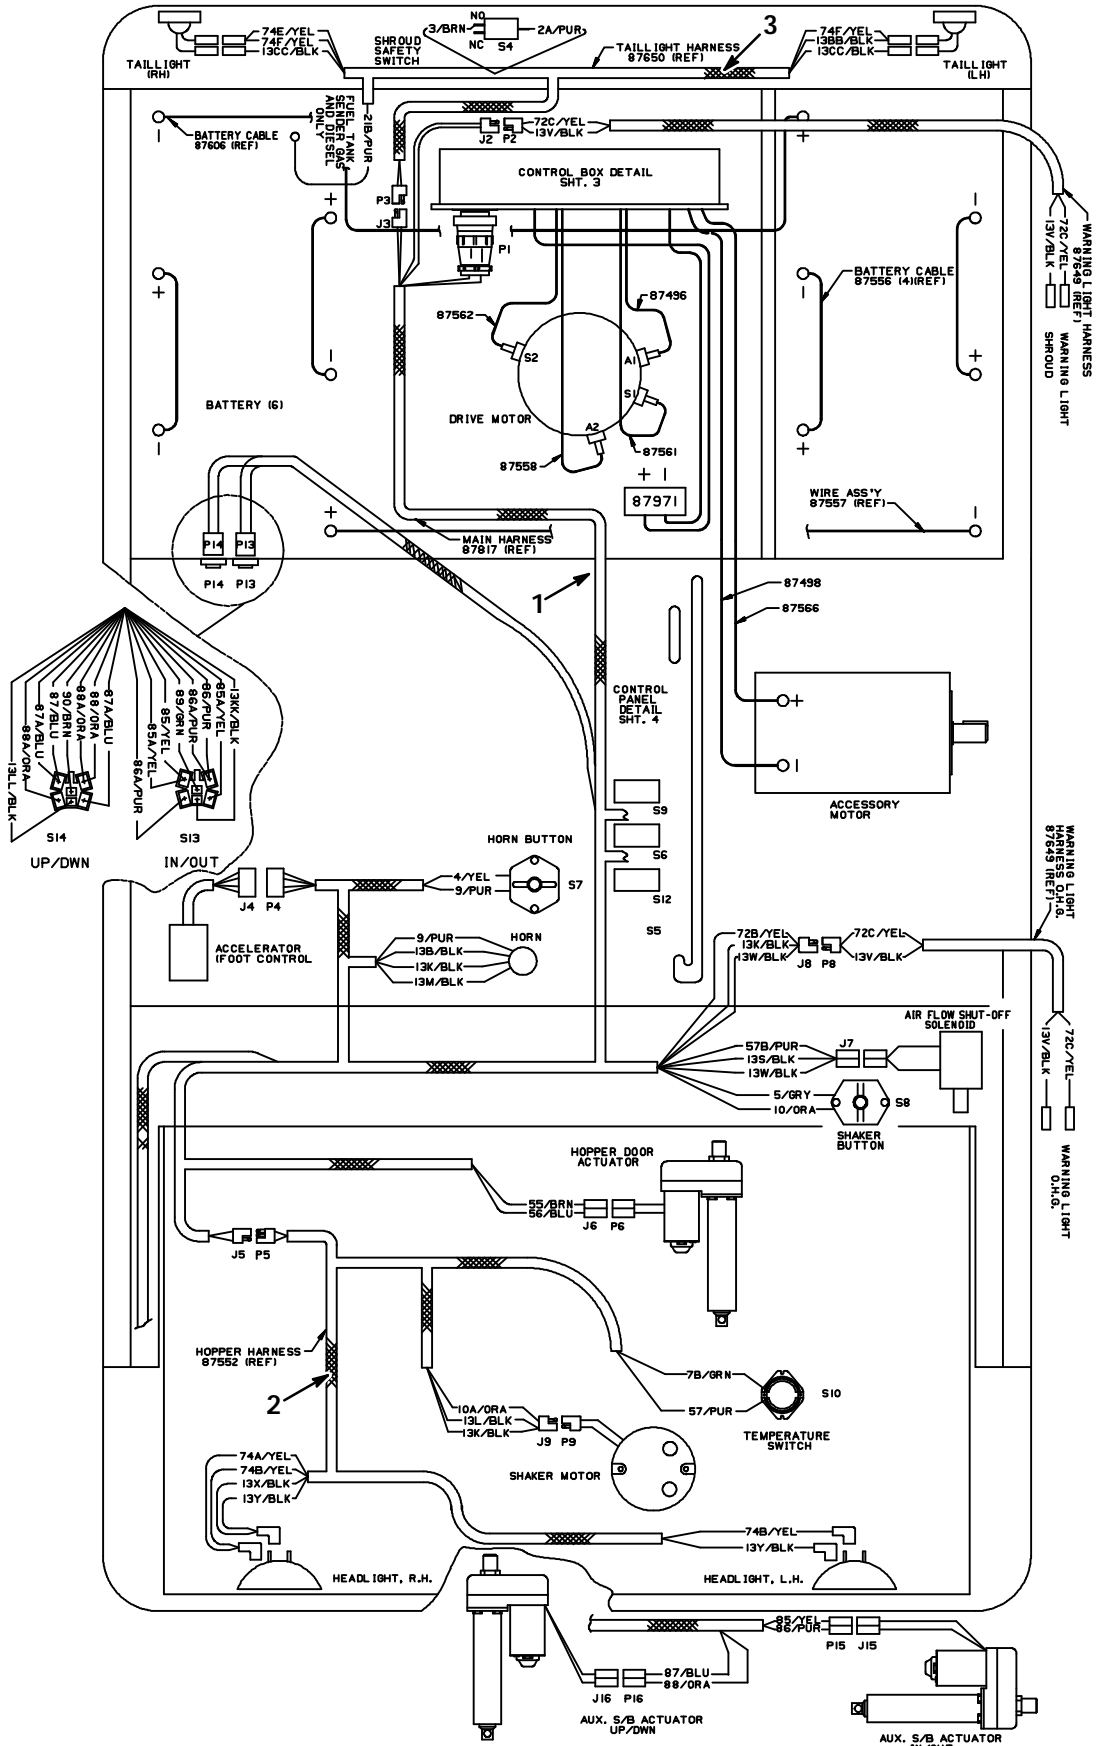 NO
3/BRN
2A/PUR
NC S4
3
74E/YEL
74F/YEL
13CC/BLK
TAILLIGHT
(RH)
SHROUD
SAFETY
SWITCH
TAILLIGHT HARNESS
87650 (REF)
74F/YEL
13BB/BLK
13CC/BLK
TAILLIGHT
(LH)
BATTERY CABLE
87606 (REF)
FUEL TANK
SENDER GAS
AND DIESEL
ONLY
21B/PUR
J2 P2
72C/YEL
13V/BLK
CONTROL BOX DETAIL
SHT. 3
P3
J3
P1
WARNING LIGHT HARNESS
87649 (REF)
72C/YEL
13V/BLK
WARNING LIGHT
SHROUD
BATTERY CABLE
87556 (4)(REF)
87562
87496
S2
A1
S1
A2
DRIVE MOTOR
87558
87561
BATTERY (6)
+ -
87971
WIRE ASS'Y
87557 (REF)
MAIN HARNESS
87817 (REF)
P14 P13
P14 P13
1
87498
87566
CONTROL
PANEL
DETAIL
SHT. 4
+
-
ACCESSORY
MOTOR
13LL/BLK
88A/ORA
87A/BLU
87/BLU
90/BRN
88A/ORA
88/ORA
87A/BLU
86A/PUR
85A/YEL
85/YEL
89/GRN
86A/PUR
86/PUR
85A/YEL
13KK/BLK
S14
UP/DWN
S13
IN/OUT
S9
S6
S12
S5
HORN BUTTON
4/YEL
9/PUR
S7
J4 P4
ACCELERATOR
(FOOT CONTROL
9/PUR
13B/BLK
13K/BLK
13M/BLK
HORN
72B/YEL
13K/BLK
13W/BLK
J8 P8
72C/YEL
13V/BLK
WARNING LIGHT
HARNESS O.H.G.
87649 (REF)
72C/YEL
13V/BLK
WARNING LIGHT
O.H.G.
AIR FLOW SHUT-OFF
SOLENOID
57B/PUR
13S/BLK
13W/BLK
J7
5/GRY
10/ORA
S8
SHAKER
BUTTON
HOPPER DOOR
ACTUATOR
55/BRN
56/BLU
J6 P6
J5 P5
HOPPER HARNESS
87552 (REF)
2
7B/GRN
57/PUR
S10
TEMPERATURE
SWITCH
10A/ORA
13L/BLK
13K/BLK
J9 P9
SHAKER MOTOR
74A/YEL
74B/YEL
13X/BLK
13Y/BLK
HEADLIGHT, R.H.
74B/YEL
13Y/BLK
HEADLIGHT, L.H.
85/YEL
86/PUR
P15 J15
87/BLU
88/ORA
J16 P16
AUX. S/B ACTUATOR
UP/DWN
AUX. S/B ACTUATOR